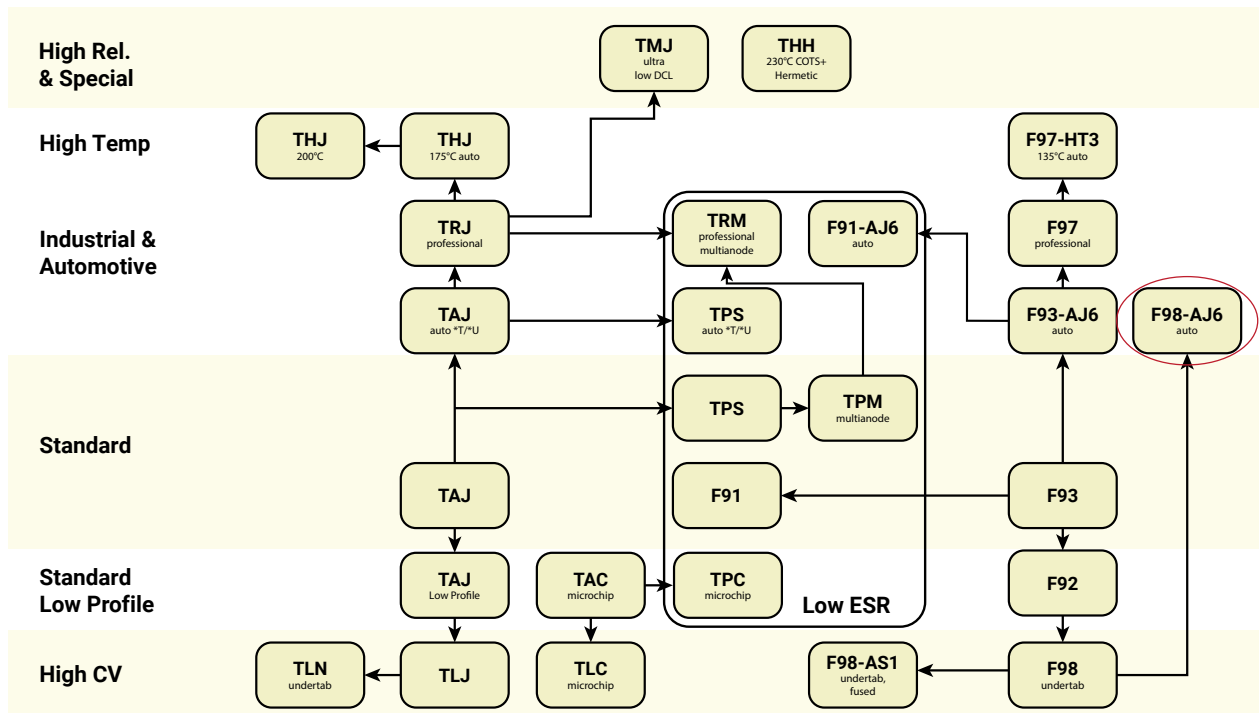 High Rel.
& Special
TMJ
ultra
low DCL
THH
230°C COTS+
Hermetic
High Temp
THJ
200°C
THJ
175°C auto
F97-HT3
135°C auto
Industrial &
Automotive
TRJ
professional
TRM
professional
multianode
F91-AJ6
auto
F97
professional
TAJ
auto *T/*U
TPS
auto *T/*U
F93-AJ6
auto
F98-AJ6
auto
Standard
TPS
TPM
multianode
TAJ
F91
F93
Standard
Low Profile
TAJ
Low Profile
TAC
microchip
TPC
microchip
Low ESR
F92
High CV
TLN
undertab
TLJ
TLC
microchip
F98-AS1
undertab,
fused
F98
undertab